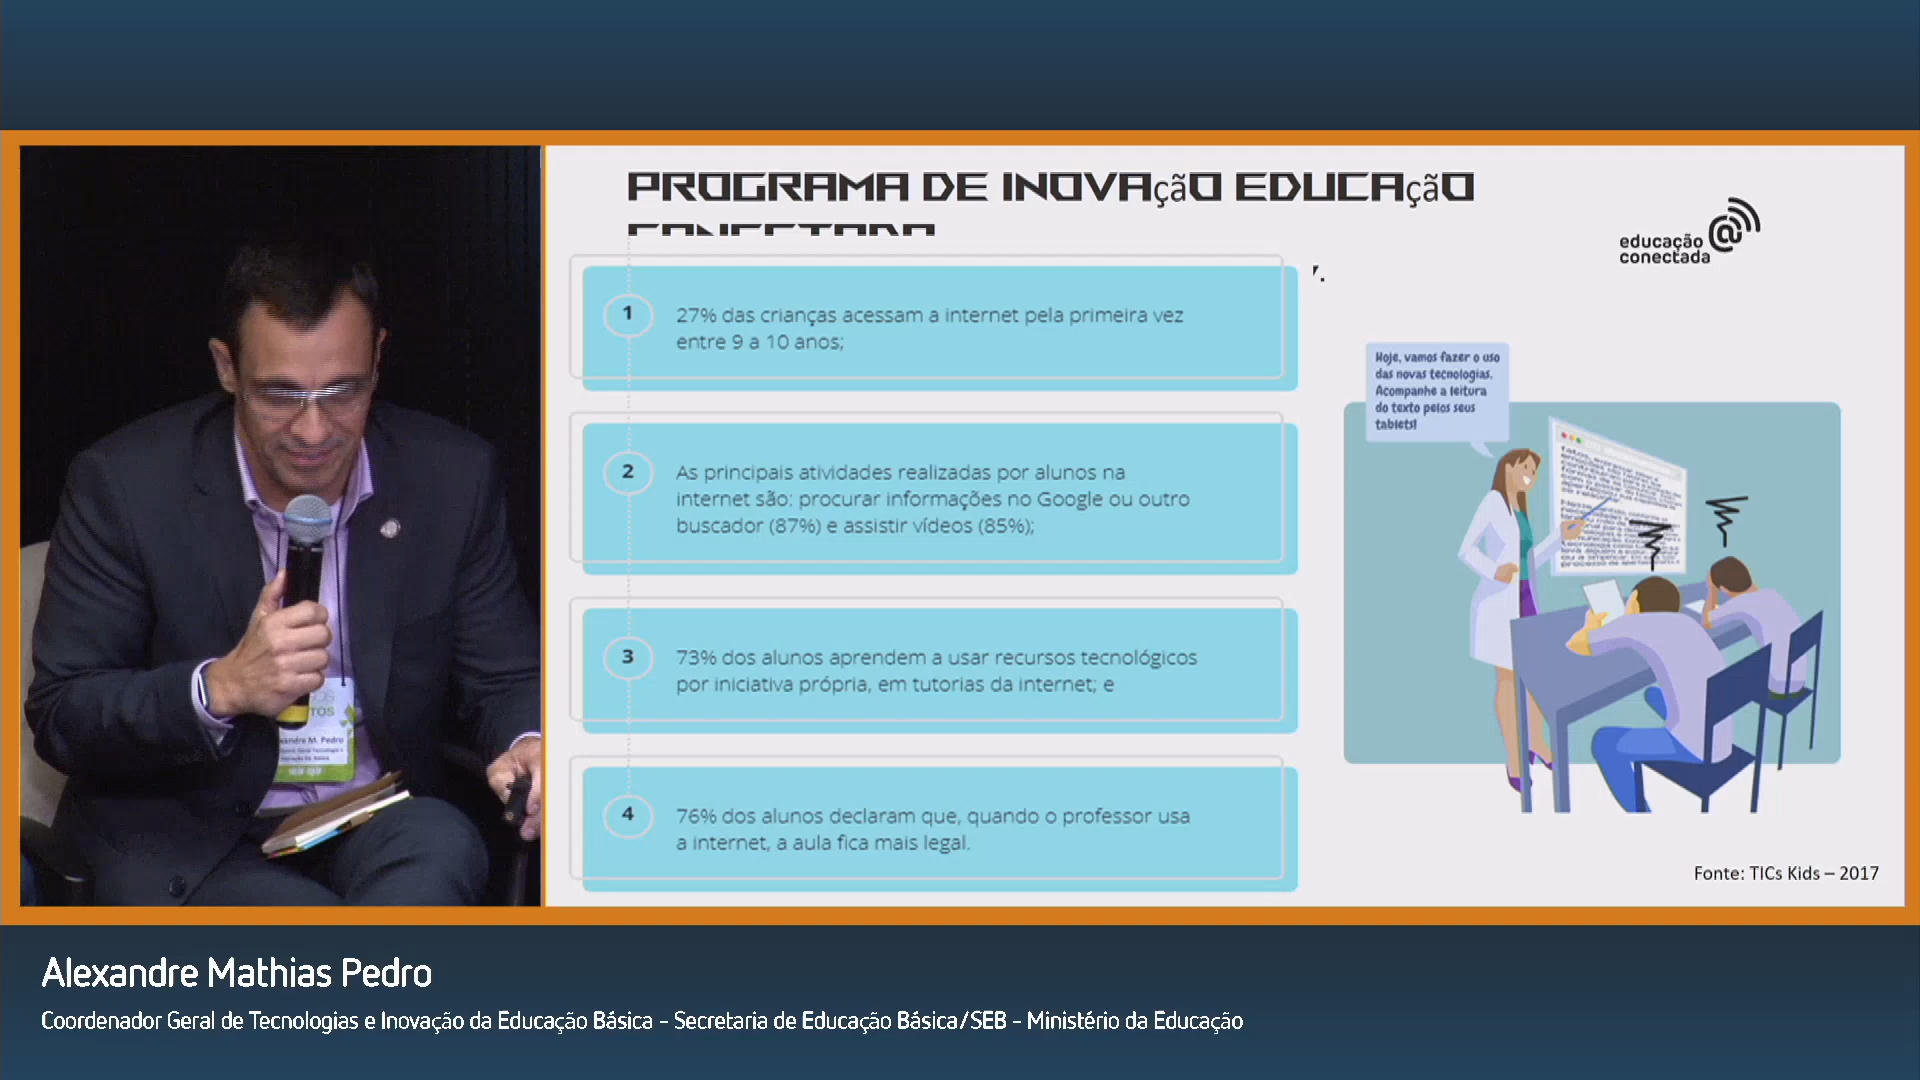 PROGRAMA DE INOVAção EDUCAção
CONECTADA
educação
conectada
1
27% das crianças acessam a internet pela primeira vez
entre 9 a 10 anos;
2
As principais atividades realizadas por alunos na
internet são: procurar informações no Google ou outro
buscador (87%) e assistir vídeos (85%);
3
73% dos alunos aprendem a usar recursos tecnológicos
por iniciativa própria, em tutorias da internet; e
4
76% dos alunos declaram que, quando o professor usa
a internet, a aula fica mais legal.
Hoje, vamos fazer o uso
das novas tecnologias.
Acompanhe a leitura
do texto pelos seus
tablets!
Fonte: TICs Kids – 2017
M. Pedro
Alexandre Mathias Pedro
Coordenador Geral de Tecnologias e Inovação da Educação Básica - Secretaria de Educação Básica/SEB - Ministério da Educação